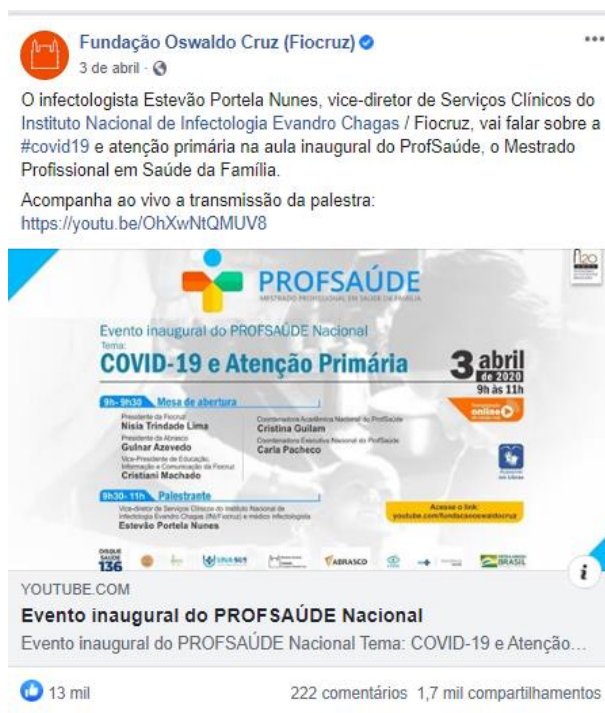 Fundação Oswaldo Cruz (Fiocruz)
3 de abril
O infectologista Estevão Portela Nunes, vice-diretor de Serviços Clínicos do
Instituto Nacional de Infectologia Evandro Chagas / Fiocruz, vai falar sobre a
#covid19 e atenção primária na aula inaugural do ProfSaúde, o Mestrado
Profissional em Saúde da Família.
Acompanha ao vivo a transmissão da palestra:
https://youtu.be/OhXwNtQMUV8
PROFSAÚDE
MESTRADO PROFISSIONAL EM SAÚDE DA FAMÍLIA
Evento inaugural do PROFSAÚDE Nacional
Tema:
COVID-19 e Atenção Primária
3 abril
de 2020
9h às 11h
online
9h- 9h30 Mesa de abertura
Presidente da Fiocruz
Nísia Trindade Lima
Presidente da Abrasco
Gulnar Azevedo
Vice-Presidente de Educação,
Informação e Comunicação da Fiocruz
Cristiani Machado
Coordenadora Acadêmica Nacional do ProfSaúde
Cristina Guilam
Coordenadora Executiva Nacional do ProfSaúde
Carla Pacheco
9h30- 11h Palestrante
Vice-diretor de Serviços Clínicos do Instituto Nacional de
Infectologia Evandro Chagas (INI/Fiocruz) e médico infectologista
Estevão Portela Nunes
Acesse o link:
youtube.com/fundacaooswaldocruz
DISQUE
SAÚDE
136
UNA-SUS
ABRASCO
BRASIL
YOUTUBE.COM
Evento inaugural do PROFSAÚDE Nacional
Evento inaugural do PROFSAÚDE Nacional Tema: COVID-19 e Atenção...
13 mil
222 comentários 1,7 mil compartilhamentos